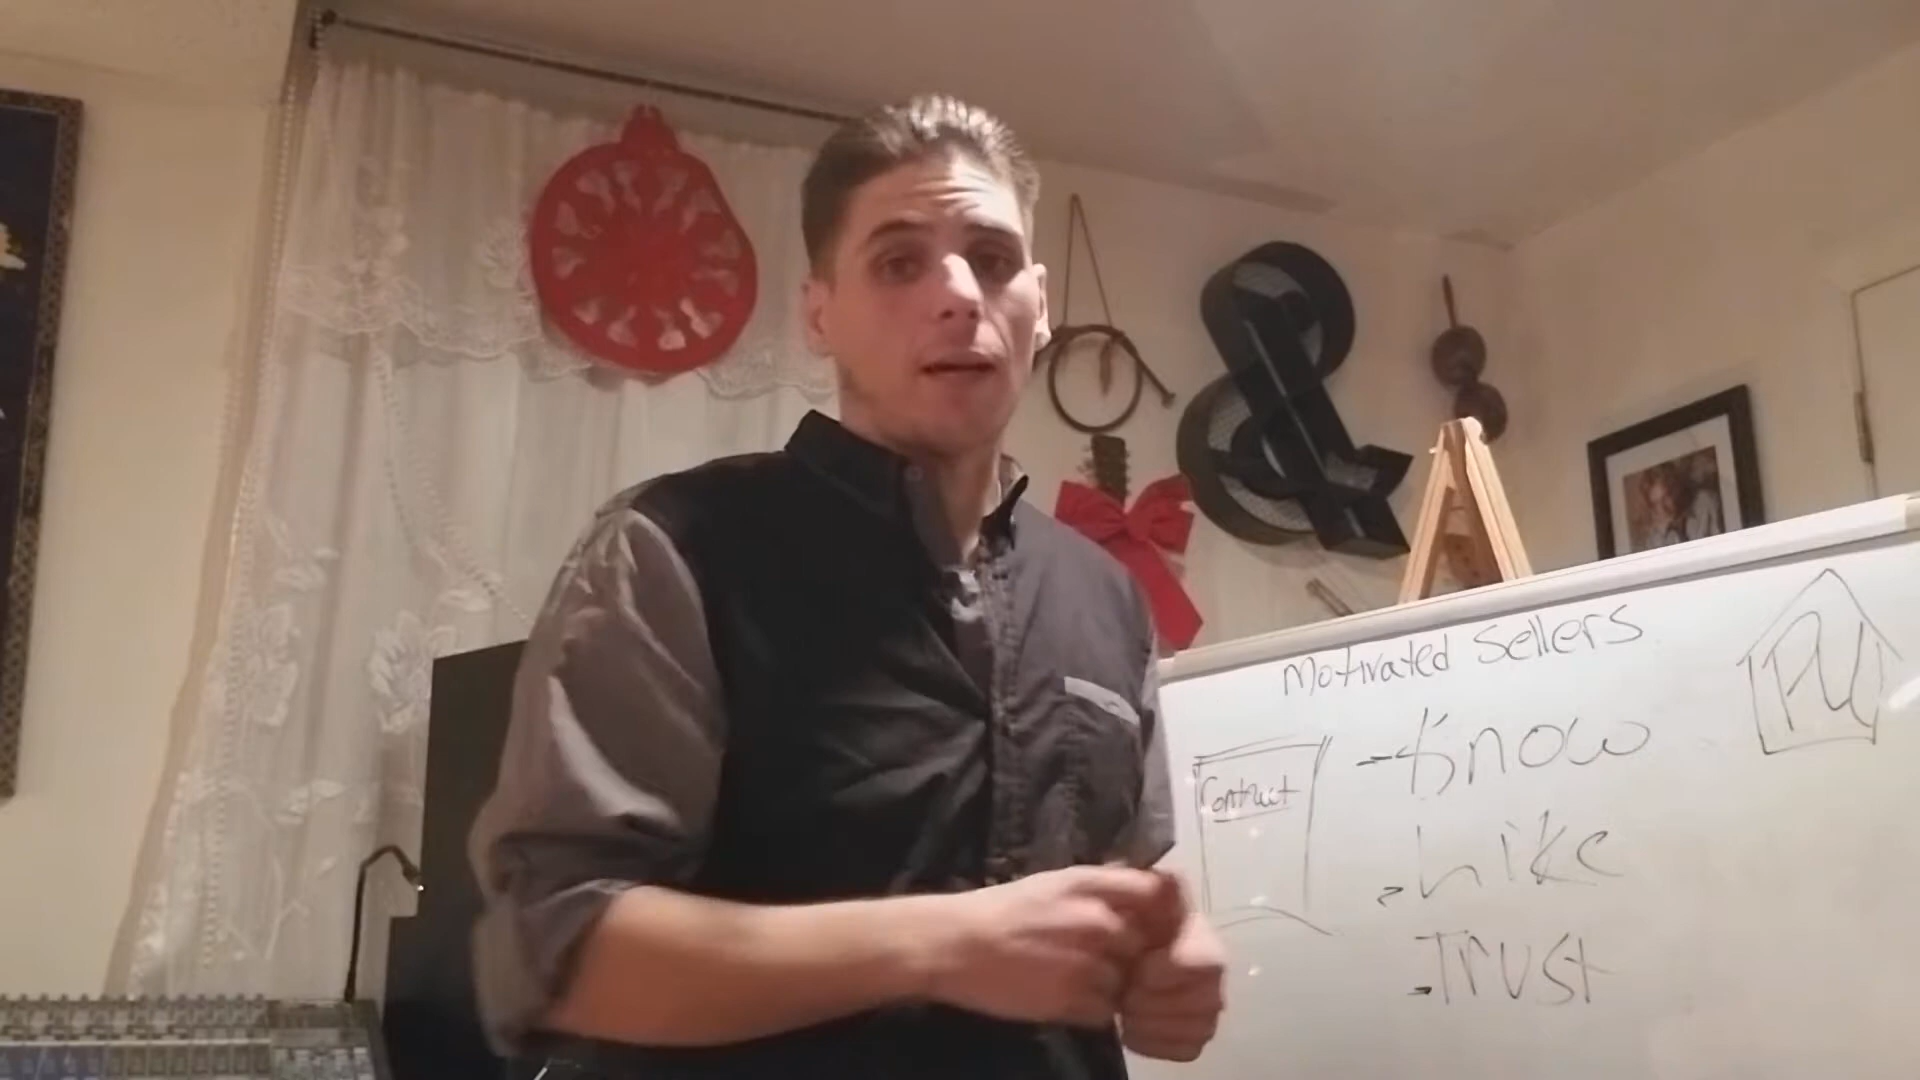 Motivated Sellers
- Know
Contract
- Like
- Trust
&